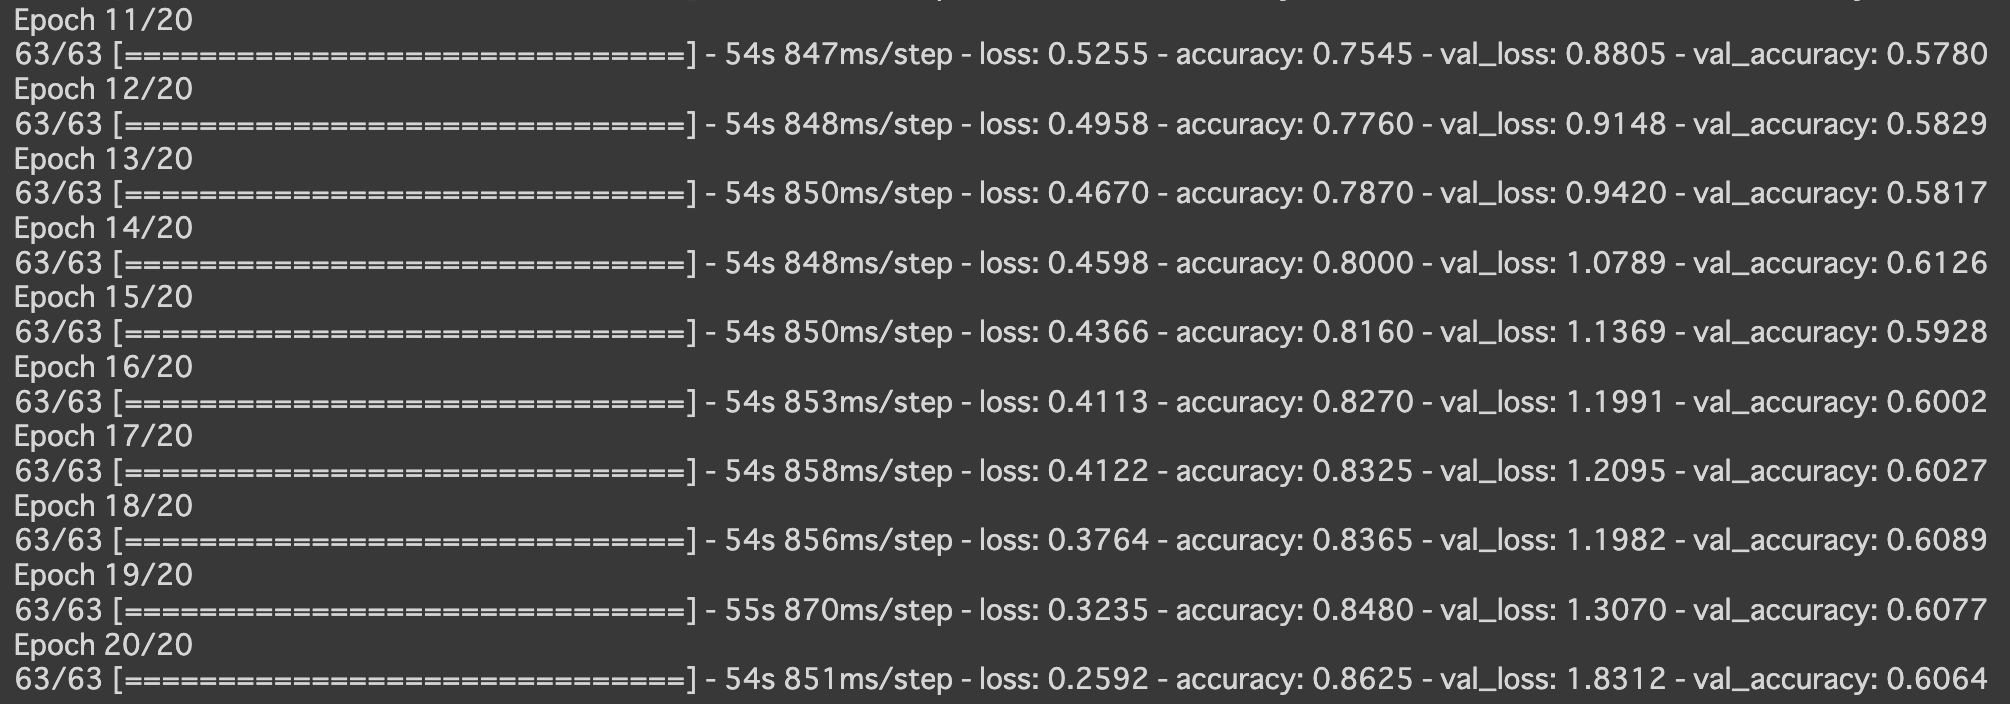 Epoch 11/20
63/63 [==============================] - 54s 847ms/step - loss: 0.5255 - accuracy: 0.7545 - val_loss: 0.8805 - val_accuracy: 0.5780
Epoch 12/20
63/63 [==============================] - 54s 848ms/step - loss: 0.4958 - accuracy: 0.7760 - val_loss: 0.9148 - val_accuracy: 0.5829
Epoch 13/20
63/63 [==============================] - 54s 850ms/step - loss: 0.4670 - accuracy: 0.7870 - val_loss: 0.9420 - val_accuracy: 0.5817
Epoch 14/20
63/63 [==============================] - 54s 848ms/step - loss: 0.4598 - accuracy: 0.8000 - val_loss: 1.0789 - val_accuracy: 0.6126
Epoch 15/20
63/63 [==============================] - 54s 850ms/step - loss: 0.4366 - accuracy: 0.8160 - val_loss: 1.1369 - val_accuracy: 0.5928
Epoch 16/20
63/63 [==============================] - 54s 853ms/step - loss: 0.4113 - accuracy: 0.8270 - val_loss: 1.1991 - val_accuracy: 0.6002
Epoch 17/20
63/63 [==============================] - 54s 858ms/step - loss: 0.4122 - accuracy: 0.8325 - val_loss: 1.2095 - val_accuracy: 0.6027
Epoch 18/20
63/63 [==============================] - 54s 856ms/step - loss: 0.3764 - accuracy: 0.8365 - val_loss: 1.1982 - val_accuracy: 0.6089
Epoch 19/20
63/63 [==============================] - 55s 870ms/step - loss: 0.3235 - accuracy: 0.8480 - val_loss: 1.3070 - val_accuracy: 0.6077
Epoch 20/20
63/63 [==============================] - 54s 851ms/step - loss: 0.2592 - accuracy: 0.8625 - val_loss: 1.8312 - val_accuracy: 0.6064